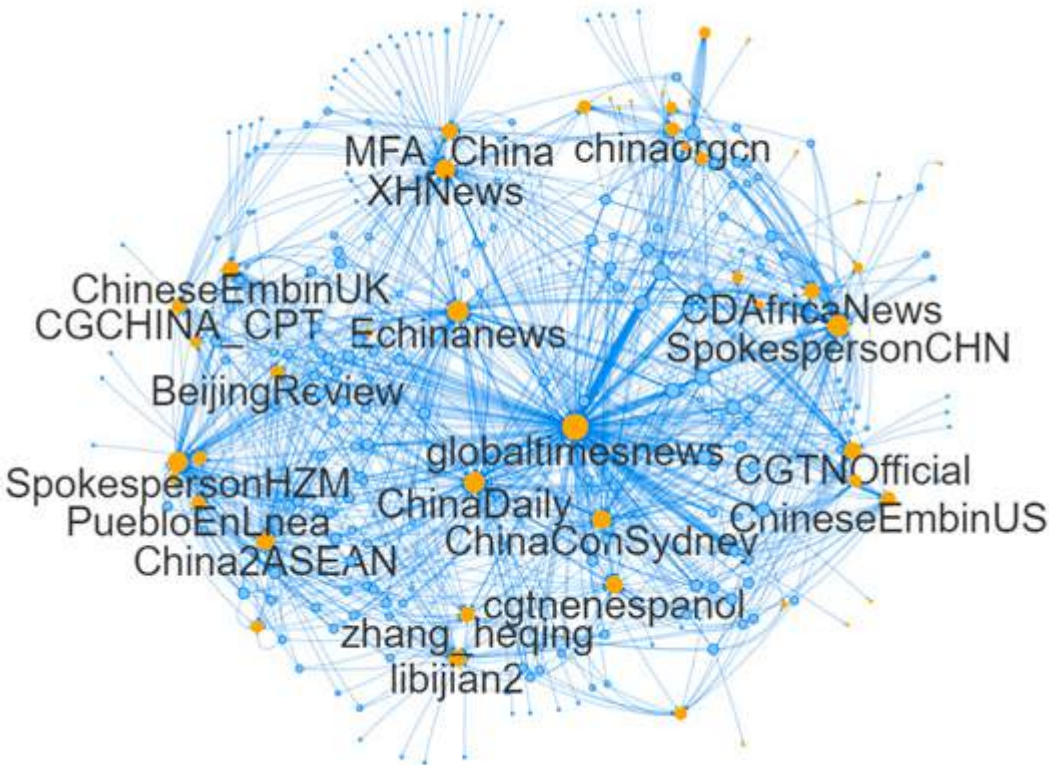 MFA_China
chinaorgcn
XHNews
ChineseEmbinUK
CGCHINA_CPT
Echinanews
CDAfricaNews
SpokespersonCHN
BeijingReview
globaltimesnews
CGTNOfficial
SpokespersonHZM
ChinaDaily
PuebloEnLnea
ChineseEmbinUS
ChinaConSydney
China2ASEAN
cgtnenespanol
zhang_heqing
libijian2